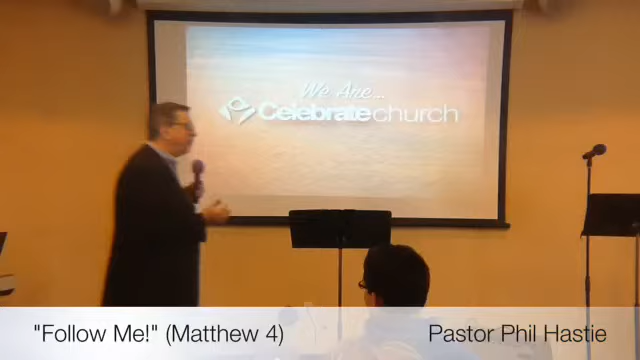 We Are...
Celebratechurch
"Follow Me!" (Matthew 4)
Pastor Phil Hastie